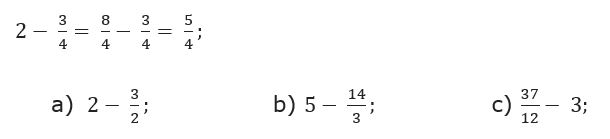 2 − 3/4 = 8/4 − 3/4 = 5/4;
a) 2 − 3/2; b) 5 − 14/3; c) 37/12 − 3;